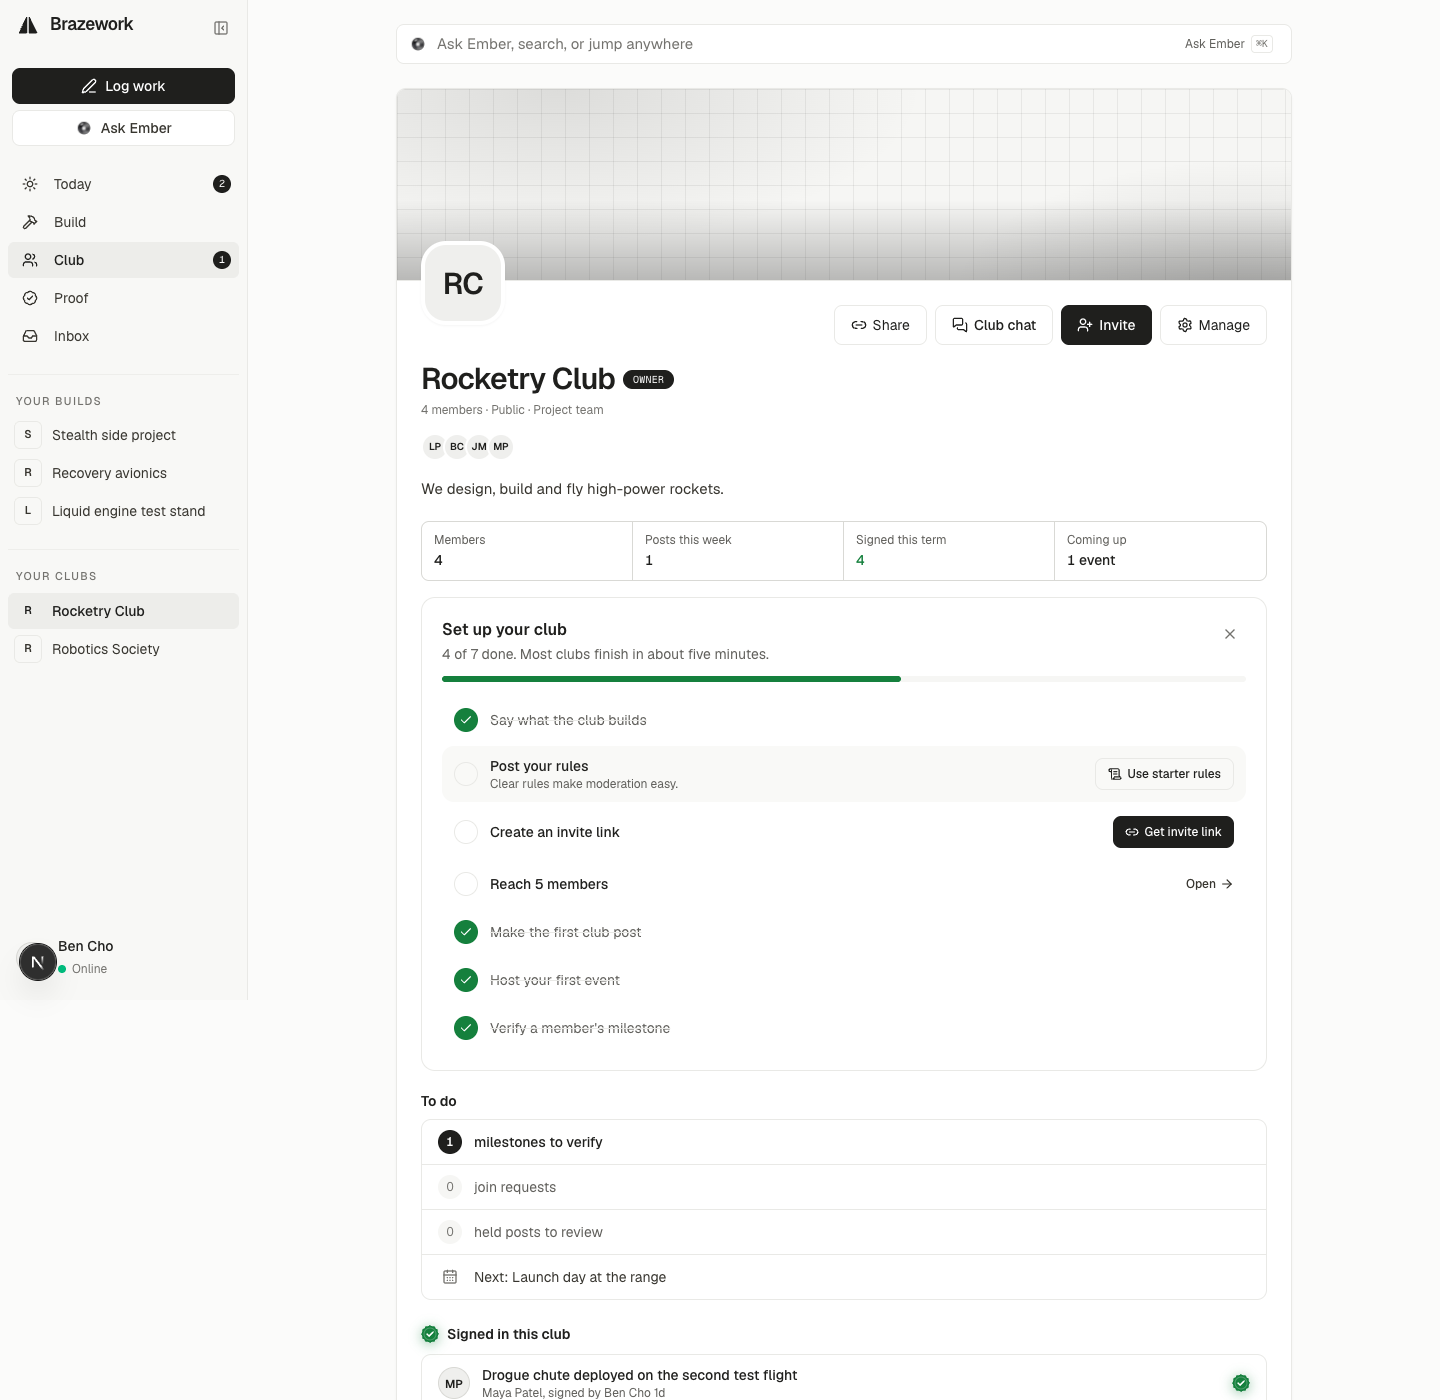 Brazework
Log work
Ask Ember
Today 2
Build
Club 1
Proof
Inbox
YOUR BUILDS
S Stealth side project
R Recovery avionics
L Liquid engine test stand
YOUR CLUBS
R Rocketry Club
R Robotics Society
N Ben Cho
Online
Ask Ember, search, or jump anywhere Ask Ember ⌘K
RC
Share Club chat Invite Manage
Rocketry Club OWNER
4 members · Public · Project team
LP BC JM MP
We design, build and fly high-power rockets.
Members Posts this week Signed this term Coming up
4 1 4 1 event
Set up your club
4 of 7 done. Most clubs finish in about five minutes.
Say what the club builds
Post your rules
Clear rules make moderation easy.
Use starter rules
Create an invite link Get invite link
Reach 5 members Open →
Make the first club post
Host your first event
Verify a member's milestone
To do
1 milestones to verify
0 join requests
0 held posts to review
Next: Launch day at the range
Signed in this club
MP Drogue chute deployed on the second test flight
Maya Patel, signed by Ben Cho 1d